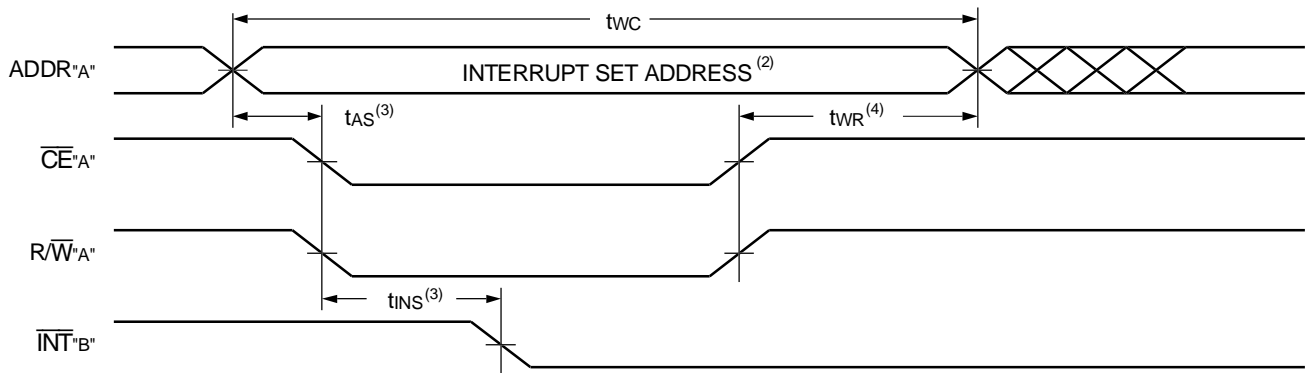 tWC
ADDR"A"
INTERRUPT SET ADDRESS (2)
tAS(3)
tWR(4)
CE"A"
R/W"A"
tINS(3)
INT"B"